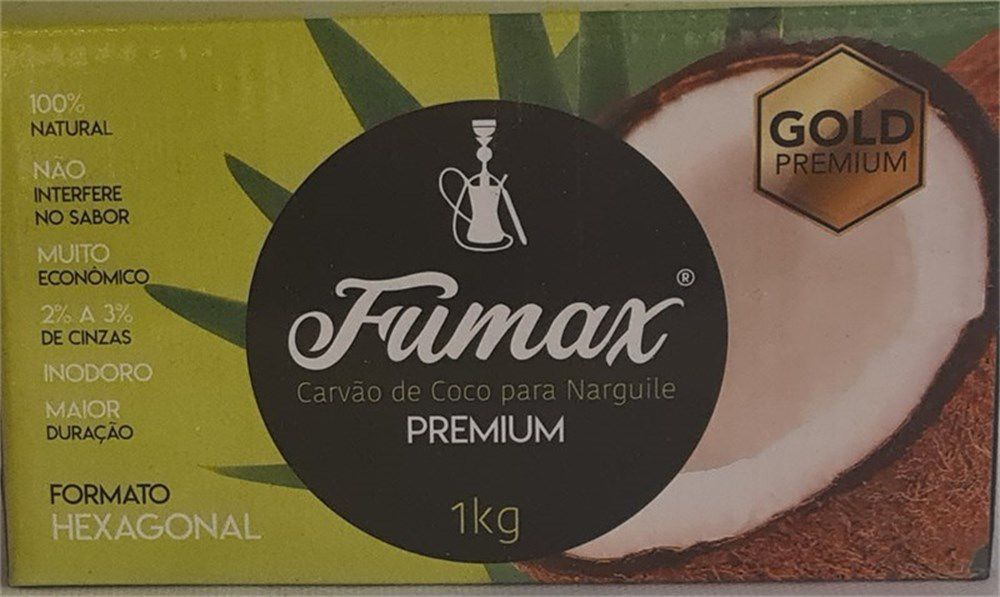 100%
NATURAL
NÃO
INTERFERE
NO SABOR
MUITO
ECONÔMICO
2% A 3%
DE CINZAS
INODORO
MAIOR
DURAÇÃO
FORMATO
HEXAGONAL
Fumax®
Carvão de Coco para Narguile
PREMIUM
1kg
GOLD
PREMIUM